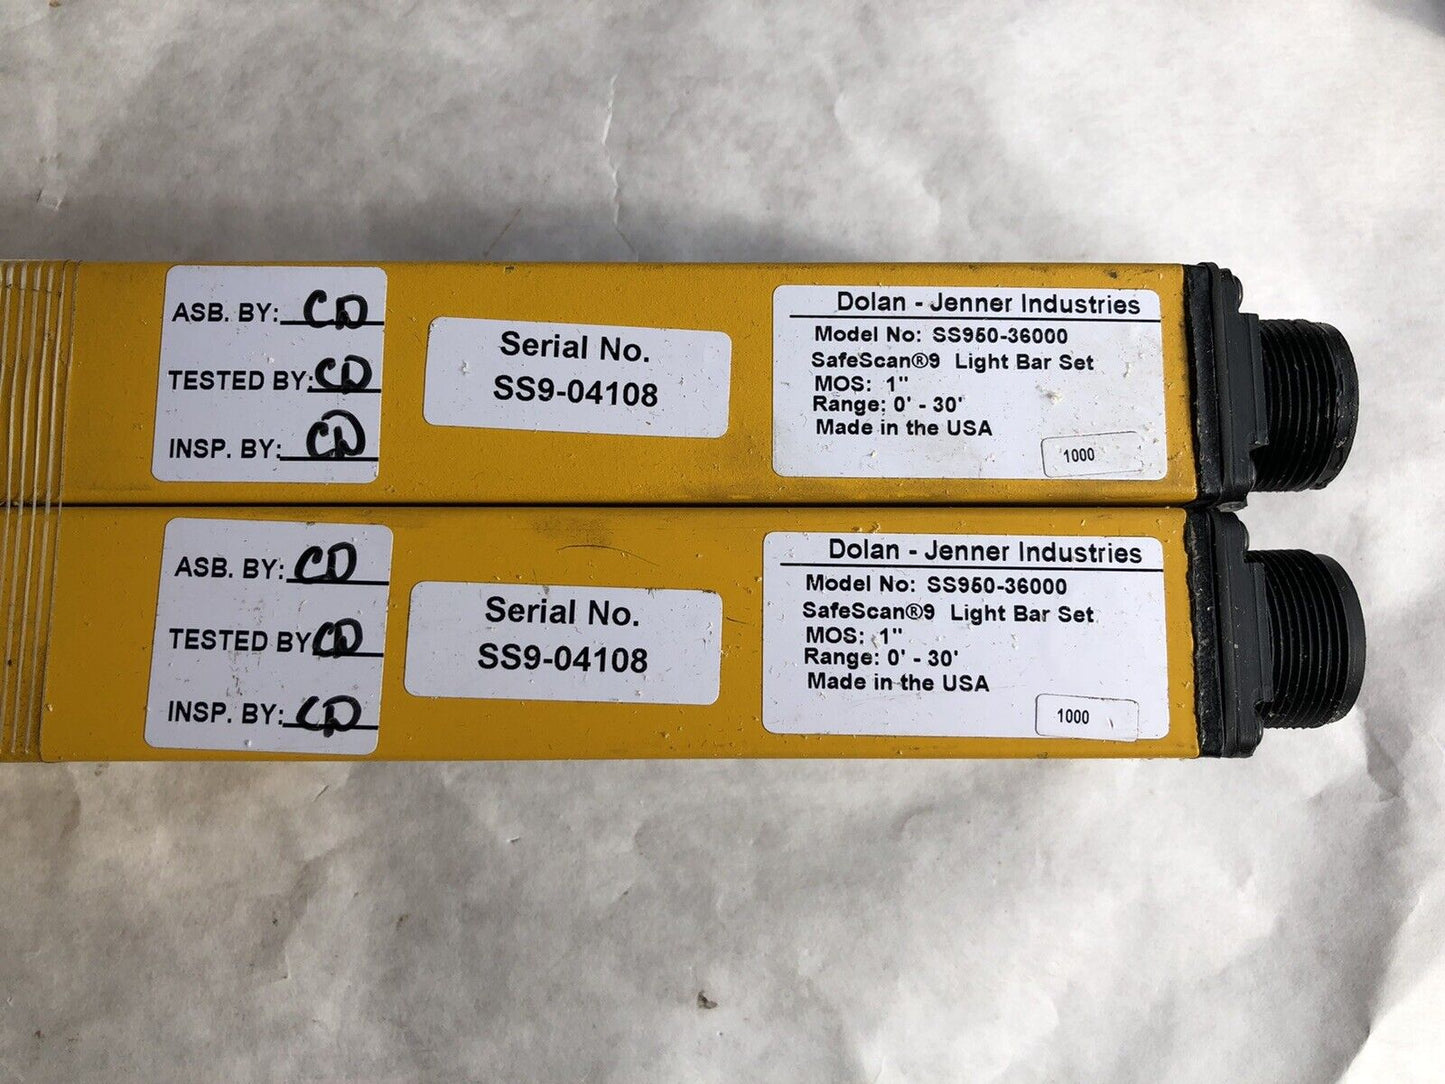 ASB. BY: CD
TESTED BY: CD
INSP. BY: CD
Serial No.
SS9-04108
Dolan - Jenner Industries
Model No: SS950-36000
SafeScan®9 Light Bar Set
MOS: 1"
Range: 0' - 30'
Made in the USA
1000
ASB. BY: CD
TESTED BY CD
INSP. BY: CD
Serial No.
SS9-04108
Dolan - Jenner Industries
Model No: SS950-36000
SafeScan®9 Light Bar Set
MOS: 1"
Range: 0' - 30'
Made in the USA
1000